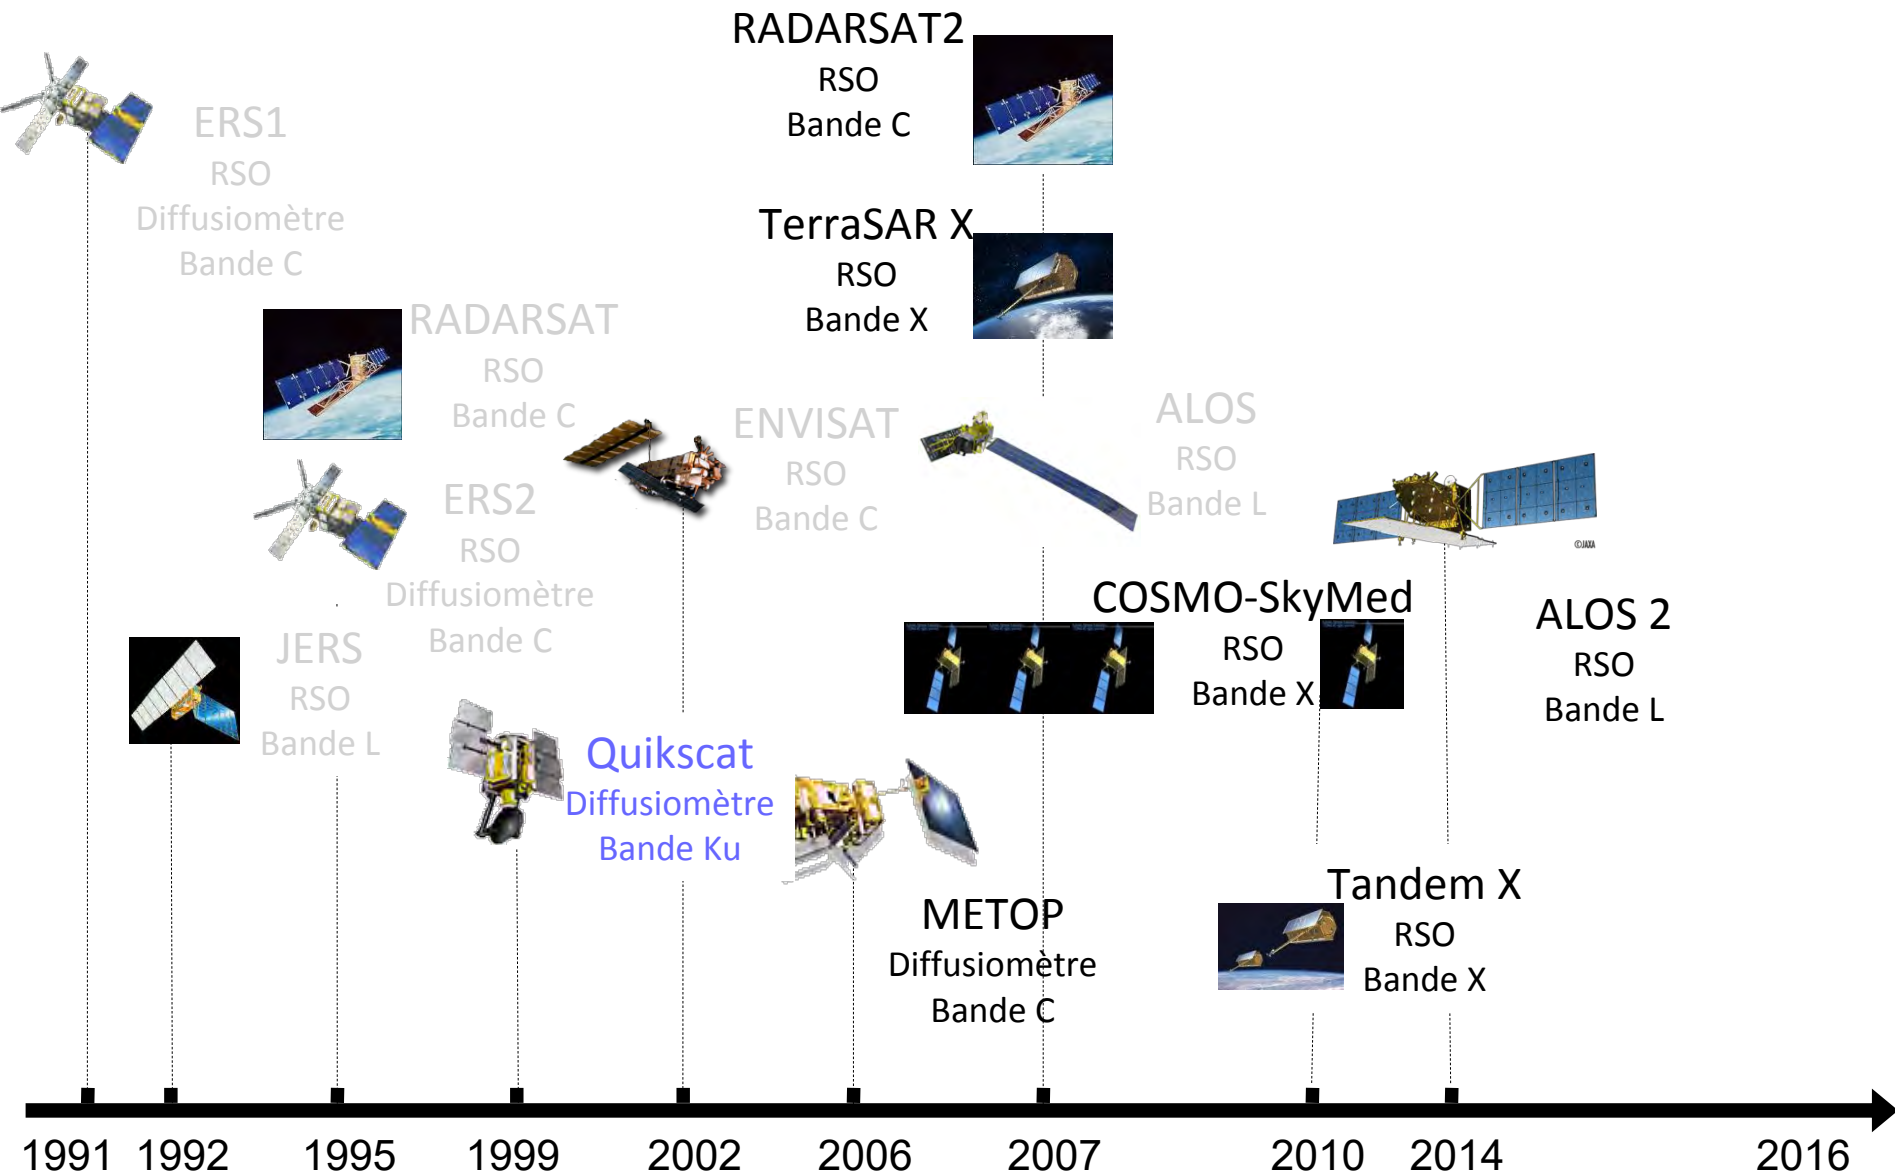 RADARSAT2
RSO
Bande C
ERS1
RSO
Diffusiomètre
Bande C
TerraSAR X
RSO
Bande X
RADARSAT
RSO
Bande C
ENVISAT
RSO
Bande C
ALOS
RSO
Bande L
ERS2
RSO
Diffusiomètre
Bande C
©JAXA
COSMO-SkyMed
RSO
Bande X
ALOS 2
RSO
Bande L
JERS
RSO
Bande L
Quikscat
Diffusiomètre
Bande Ku
METOP
Diffusiomètre
Bande C
Tandem X
RSO
Bande X
1991 1992 1995 1999 2002 2006 2007 2010 2014 2016